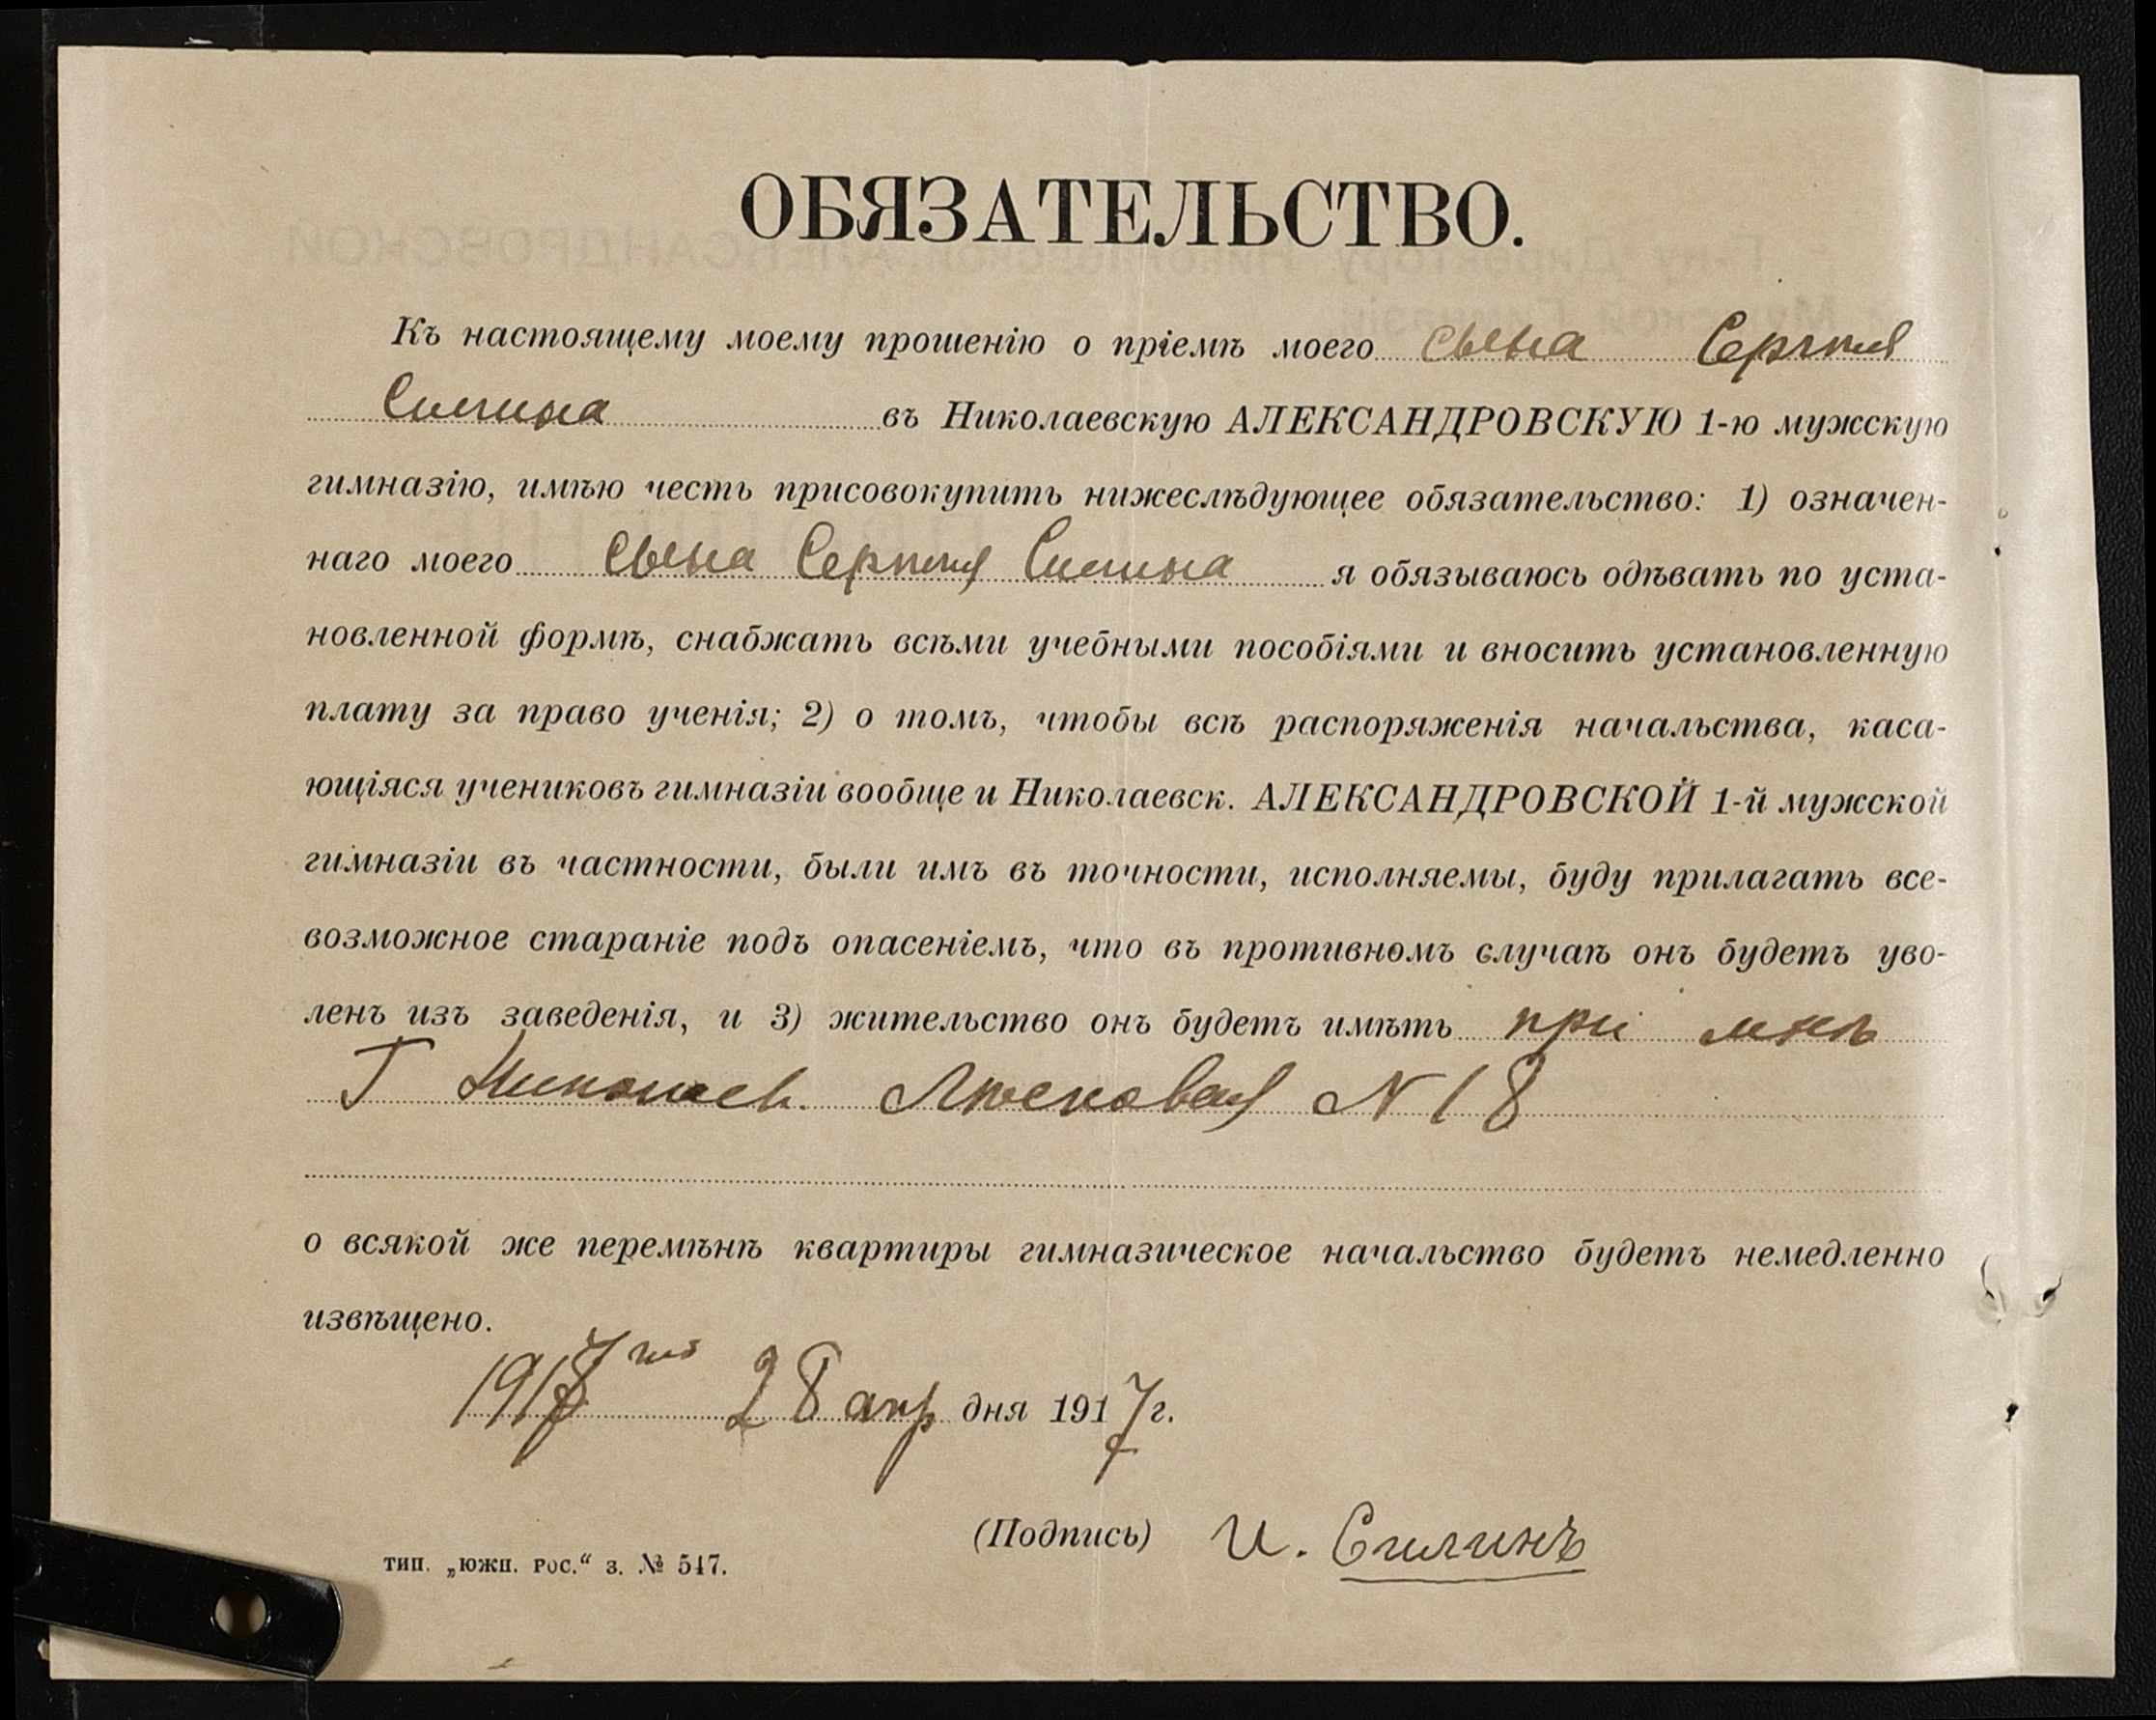 ОБЯЗАТЕЛЬСТВО.
Къ настоящему моему прошенію о пріемѣ моего сына Сергѣя
Силина въ Николаевскую АЛЕКСАНДРОВСКУЮ 1-ю мужскую
гимназію, имѣю честь присовокупить нижеслѣдующее обязательство: 1) означен-
наго моего сына Сергѣя Силина я обязываюсь одѣвать по уста-
новленной формѣ, снабжать всѣми учебными пособіями и вносить установленную
плату за право ученія; 2) о томъ, чтобы всѣ распоряженія начальства, каса-
ющіяся учениковъ гимназіи вообще и Николаевск. АЛЕКСАНДРОВСКОЙ 1-й мужской
гимназіи въ частности, были имъ въ точности, исполняемы, буду прилагать все-
возможное стараніе подъ опасеніемъ, что въ противномъ случаѣ онъ будетъ уво-
ленъ изъ заведенія, и 3) жительство онъ будетъ имѣть при мнѣ
Г Николаев. N 18
о всякой же перемѣнѣ квартиры гимназическое начальство будетъ немедленно
извѣщено.
1917 28 апр дня 1917 г.
(Подпись) И. Силинъ
тип. „южн. рос.“ з. № 547.